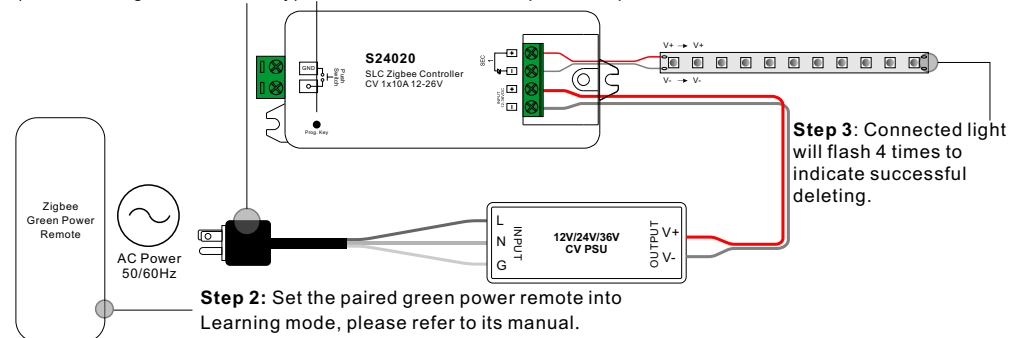 S24020
SLC Zigbee Controller
CV 1x10A 12-26V
GND
Push
Switch
Prog. Key
SEC
1
V+ → V+
V- → V-
Step 3: Connected light
will flash 4 times to
indicate successful
deleting.
Zigbee
Green Power
Remote
AC Power
50/60Hz
L
N
G
INPUT
12V/24V/36V
CV PSU
OUTPUT
V+
V-
Step 2: Set the paired green power remote into
Learning mode, please refer to its manual.